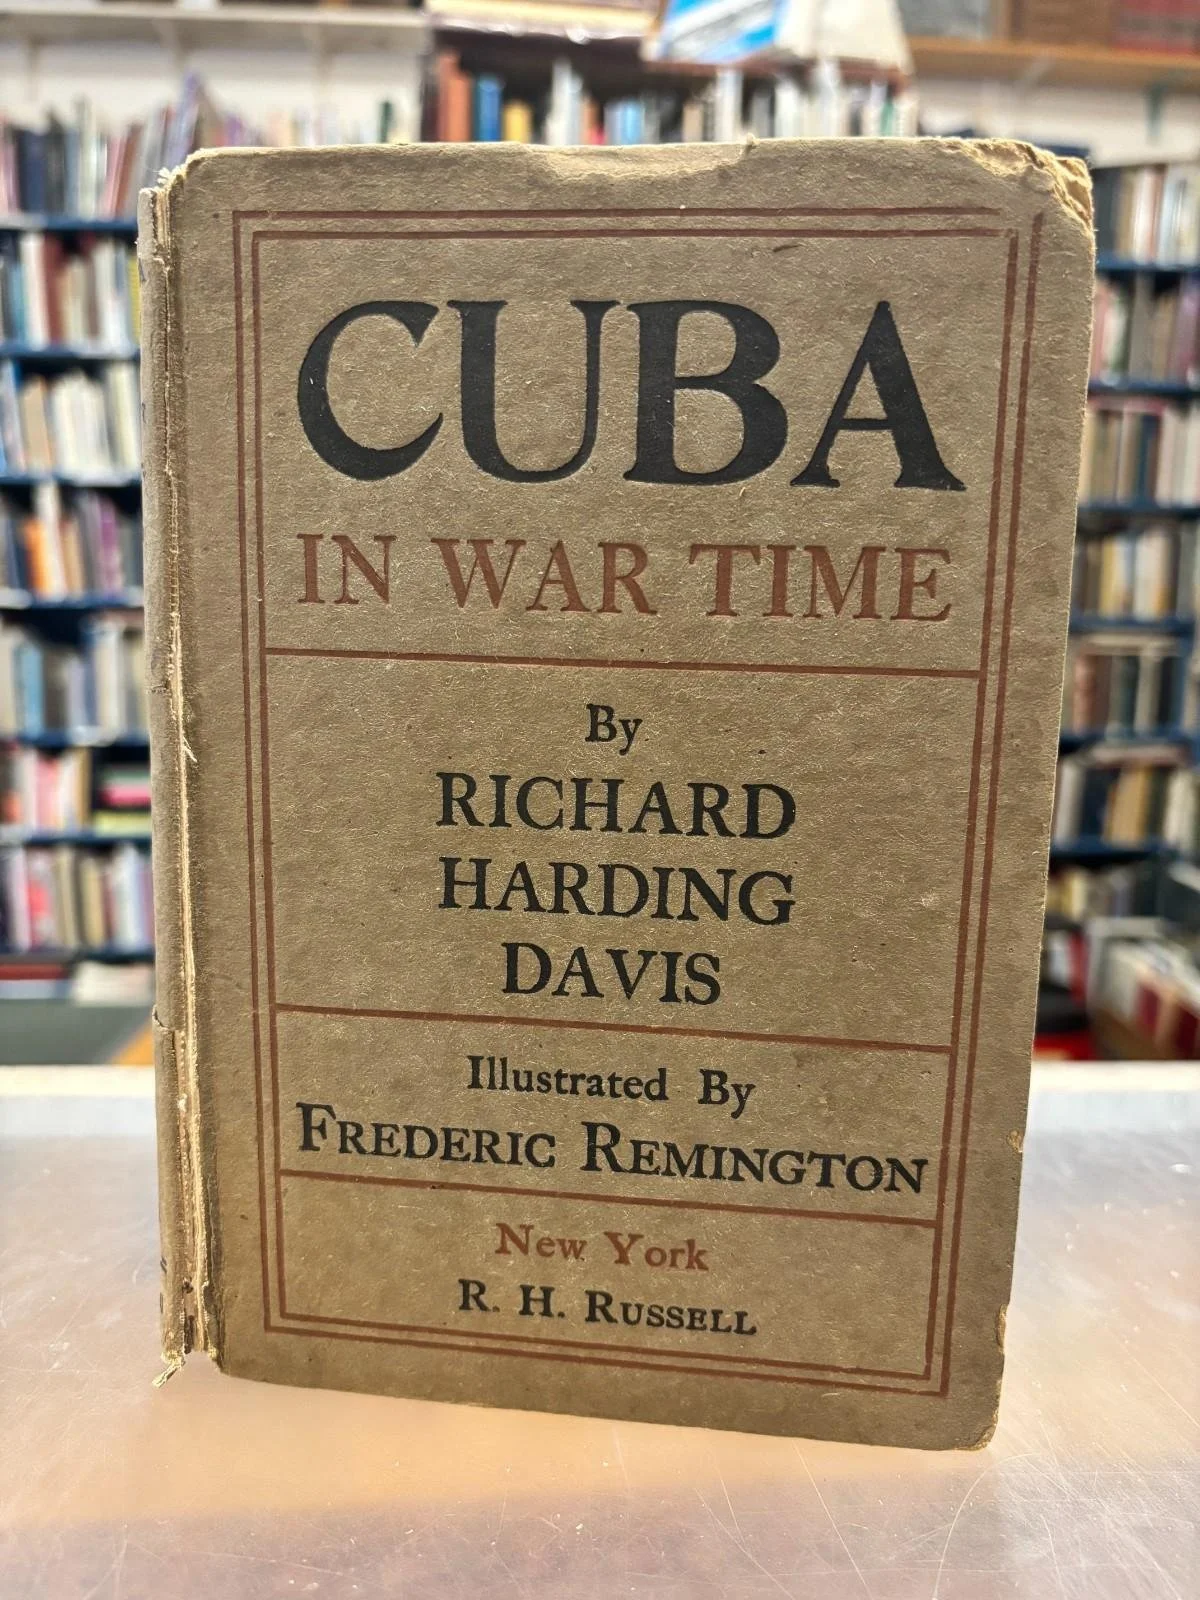 CUBA
IN WAR TIME
By
RICHARD
HARDING
DAVIS
Illustrated By
FREDERIC REMINGTON
New York
R. H. RUSSELL